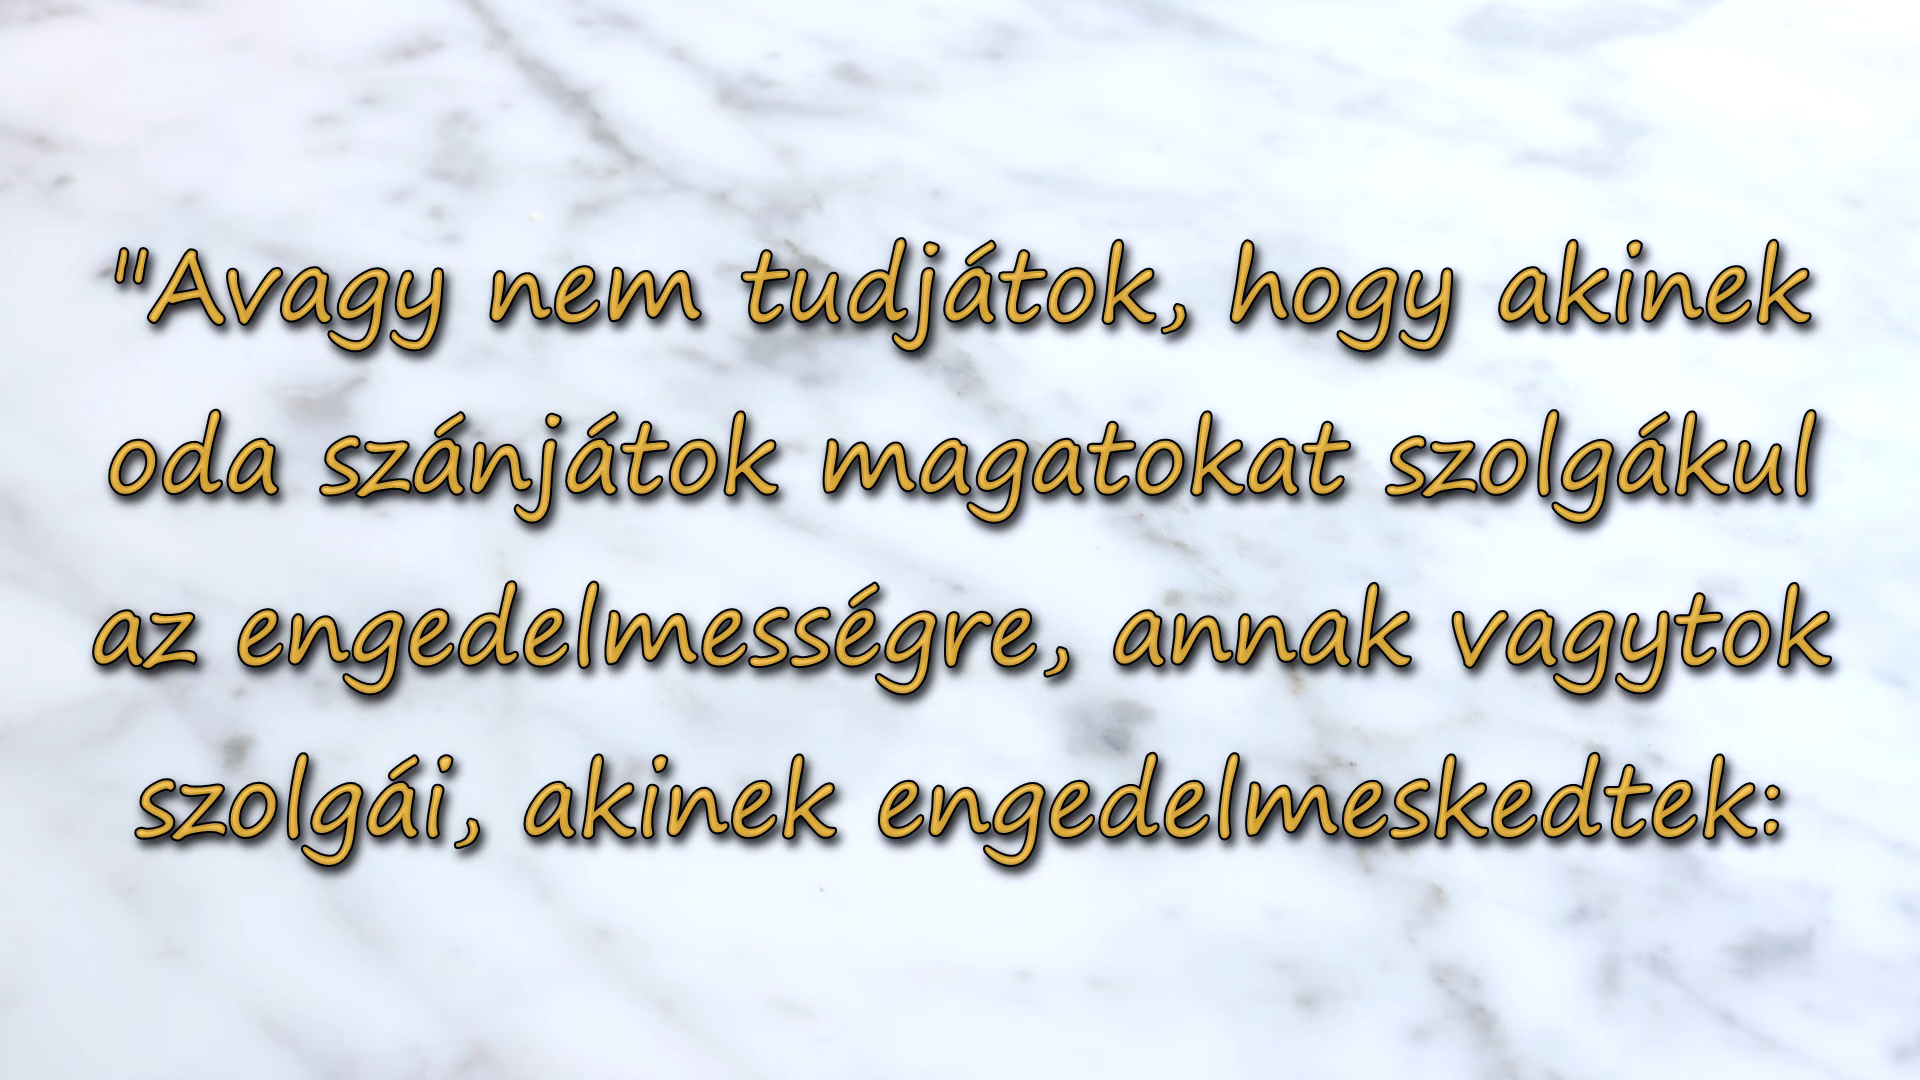 "Avagy nem tudjátok, hogy akinek
oda szánjátok magatokat szolgákul
az engedelmességre, annak vagytok
szolgái, akinek engedelmeskedtek: